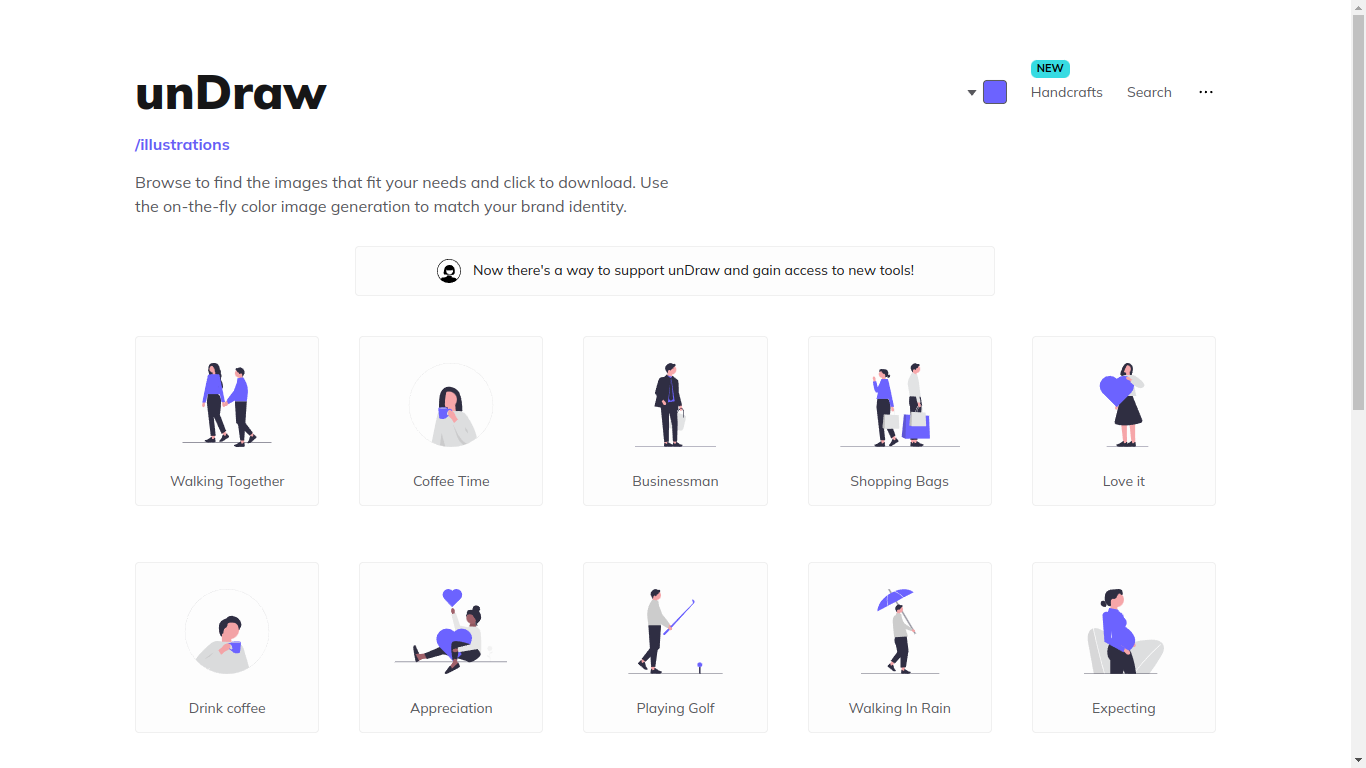 unDraw
NEW
Handcrafts
Search
/illustrations
Browse to find the images that fit your needs and click to download. Use
the on-the-fly color image generation to match your brand identity.
Now there's a way to support unDraw and gain access to new tools!
Walking Together
Coffee Time
Businessman
Shopping Bags
Love it
Drink coffee
Appreciation
Playing Golf
Walking In Rain
Expecting